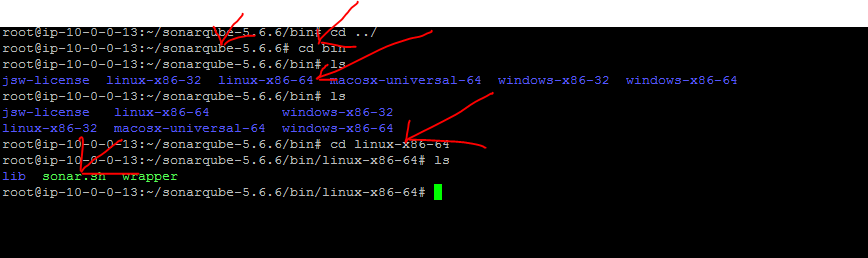 root@ip-10-0-0-13:~/sonarqube-5.6.6/bin# cd ../
root@ip-10-0-0-13:~/sonarqube-5.6.6# cd bin
root@ip-10-0-0-13:~/sonarqube-5.6.6/bin# ls
jsw-license linux-x86-32 linux-x86-64 macosx-universal-64 windows-x86-32 windows-x86-64
root@ip-10-0-0-13:~/sonarqube-5.6.6/bin# ls
jsw-license linux-x86-64 windows-x86-32
linux-x86-32 macosx-universal-64 windows-x86-64
root@ip-10-0-0-13:~/sonarqube-5.6.6/bin# cd linux-x86-64
root@ip-10-0-0-13:~/sonarqube-5.6.6/bin/linux-x86-64# ls
lib sonar.sh wrapper
root@ip-10-0-0-13:~/sonarqube-5.6.6/bin/linux-x86-64#